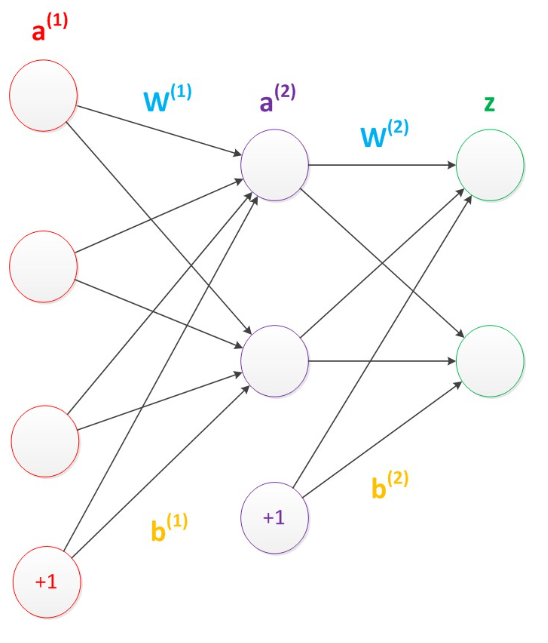 a(1)
W(1)
a(2)
W(2)
z
b(1)
b(2)
+1
+1